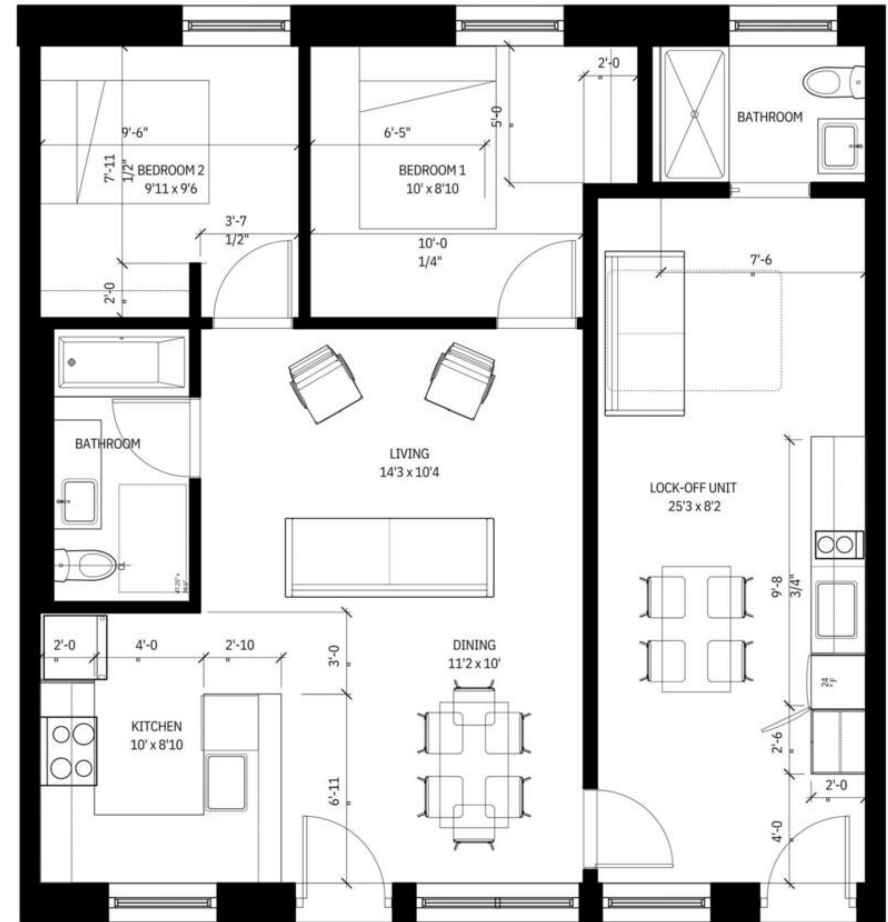 2'-0
"
BATHROOM
9'-6"
6'-5"
5'-0
"
7'-11
1/2"
BEDROOM 2
9'11 x 9'6
BEDROOM 1
10' x 8'10
3'-7
1/2"
10'-0
1/4"
7'-6
"
2'-0
"
BATHROOM
LIVING
14'3 x 10'4
LOCK-OFF UNIT
25'3 x 8'2
9'-8
3/4"
CL
2'-0
"
4'-0
"
2'-10
"
3'-0
"
DINING
11'2 x 10'
24
F
KITCHEN
10' x 8'10
6'-11
"
2'-6
"
2'-0
"
4'-0
"